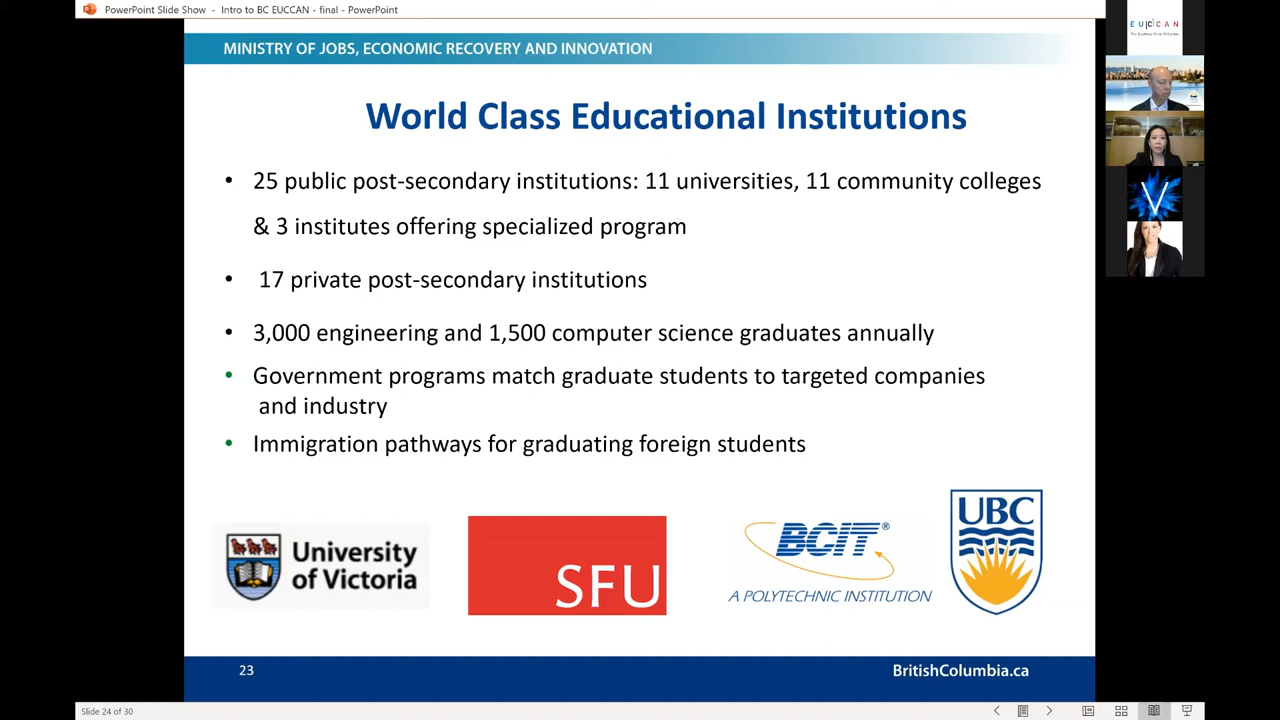 PowerPoint Slide Show - Intro to BC EUCCAN - final - PowerPoint
EU|C|CAN
MINISTRY OF JOBS, ECONOMIC RECOVERY AND INNOVATION
World Class Educational Institutions
• 25 public post-secondary institutions: 11 universities, 11 community colleges
& 3 institutes offering specialized program
• 17 private post-secondary institutions
• 3,000 engineering and 1,500 computer science graduates annually
• Government programs match graduate students to targeted companies
and industry
• Immigration pathways for graduating foreign students
University
of Victoria
SFU
BCIT®
A POLYTECHNIC INSTITUTION
UBC
V
23
BritishColumbia.ca
Slide 24 of 30